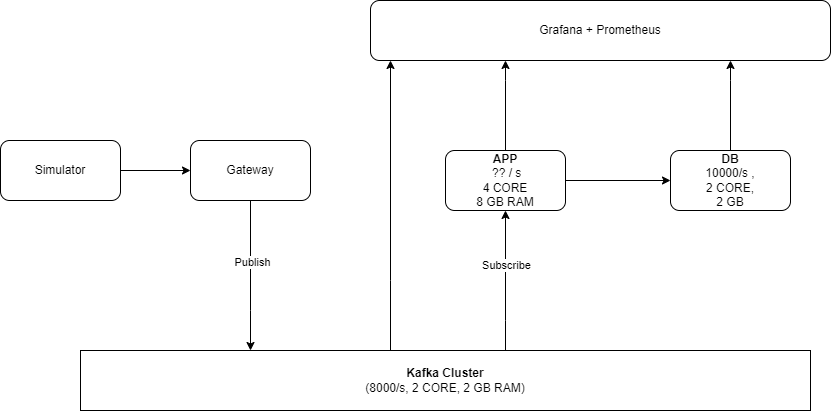 Grafana + Prometheus
Simulator
Gateway
APP
?? / s
4 CORE
8 GB RAM
DB
10000/s ,
2 CORE,
2 GB
Publish
Subscribe
Kafka Cluster
(8000/s, 2 CORE, 2 GB RAM)